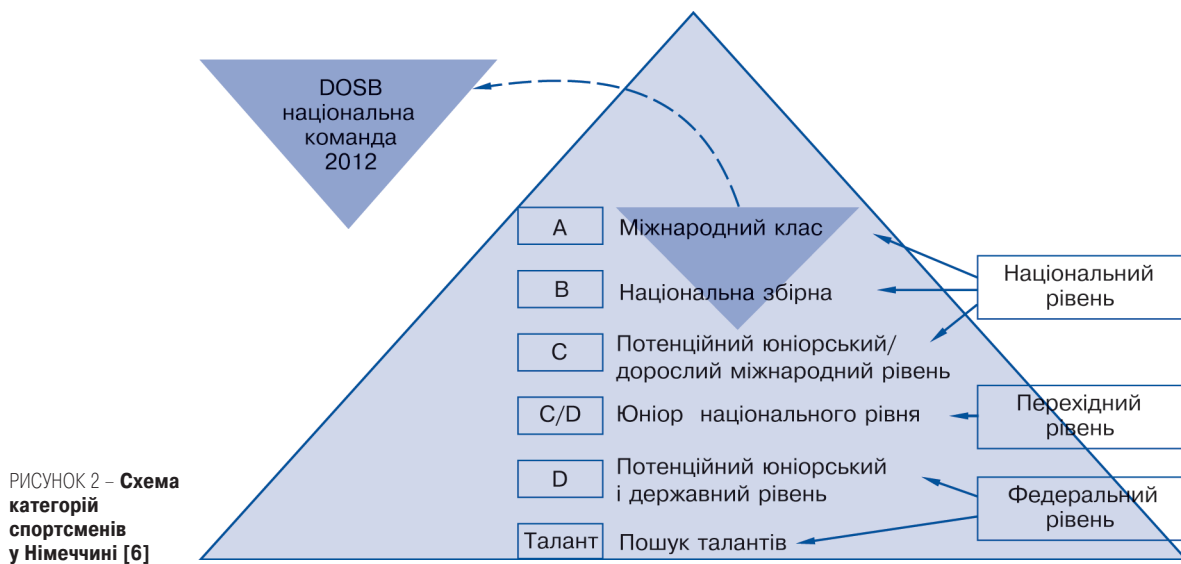 DOSB
національна
команда
2012
А
Міжнародний клас
В
Національна збірна
С
Потенційний юніорський/
дорослий міжнародний рівень
C/D
Юніор національного рівня
D
Потенційний юніорський
і державний рівень
Талант
Пошук талантів
Національний
рівень
Перехідний
рівень
Федеральний
рівень
РИСУНОК 2 – Схема
категорій
спортсменів
у Німеччині [6]